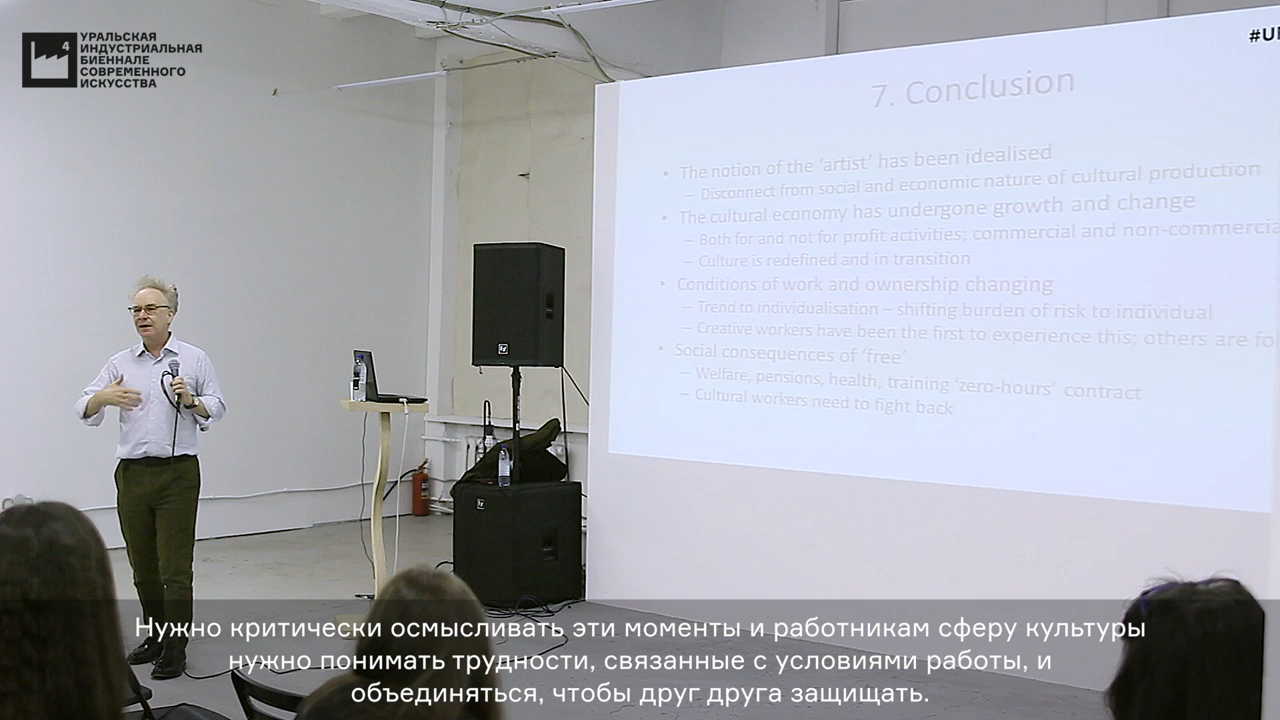 4
УРАЛЬСКАЯ
ИНДУСТРИАЛЬНАЯ
БИЕННАЛЕ
СОВРЕМЕННОГО
ИСКУССТВА
7. Conclusion
• The notion of the ‘artist’ has been idealised
– Disconnect from social and economic nature of cultural production
• The cultural economy has undergone growth and change
– Both for and not for profit activities; commercial and
– Culture is redefined and in transition
• Conditions of work and ownership changing
– Trend to individualisation – shifting burden of risk to individual
– Creative workers have been the first to experience this; others are
• Social consequences of ‘free’
– Welfare, pensions, health, training ‘zero-hours’ contract
– Cultural workers need to fight back
Нужно критически осмысливать эти моменты и работникам сферу культуры
нужно понимать трудности, связанные с условиями работы, и
объединяться, чтобы друг друга защищать.